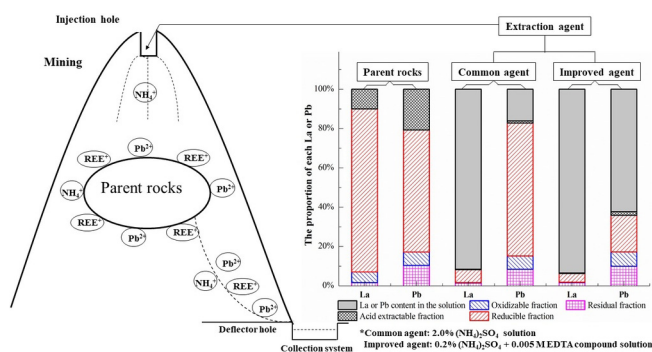 Injection hole
Mining
NH₄⁺
REE⁺
Pb²⁺
REE⁺
NH₄⁺
Parent rocks
Pb²⁺
REE⁺
REE⁺
Pb²⁺
Pb²⁺
Pb²⁺
NH₄⁺
REE⁺
Pb²⁺
Deflector hole
Collection system
Extraction agent
Parent rocks
Common agent
Improved agent
The proportion of each La or Pb
100%
80%
60%
40%
20%
0%
La
Pb
La
Pb
La
Pb
La or Pb content in the solution
Oxidizable fraction
Residual fraction
Acid extractable fraction
Reducible fraction
*Common agent: 2.0% (NH₄)₂SO₄ solution
Improved agent: 0.2% (NH₄)₂SO₄ + 0.005 M EDTA compound solution